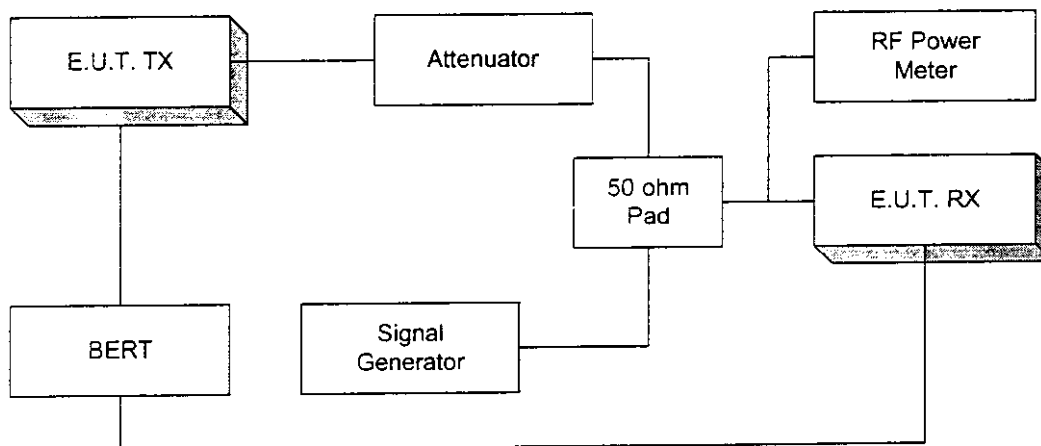 E.U.T. TX
Attenuator
RF Power
Meter
50 ohm
Pad
E.U.T. RX
BERT
Signal
Generator